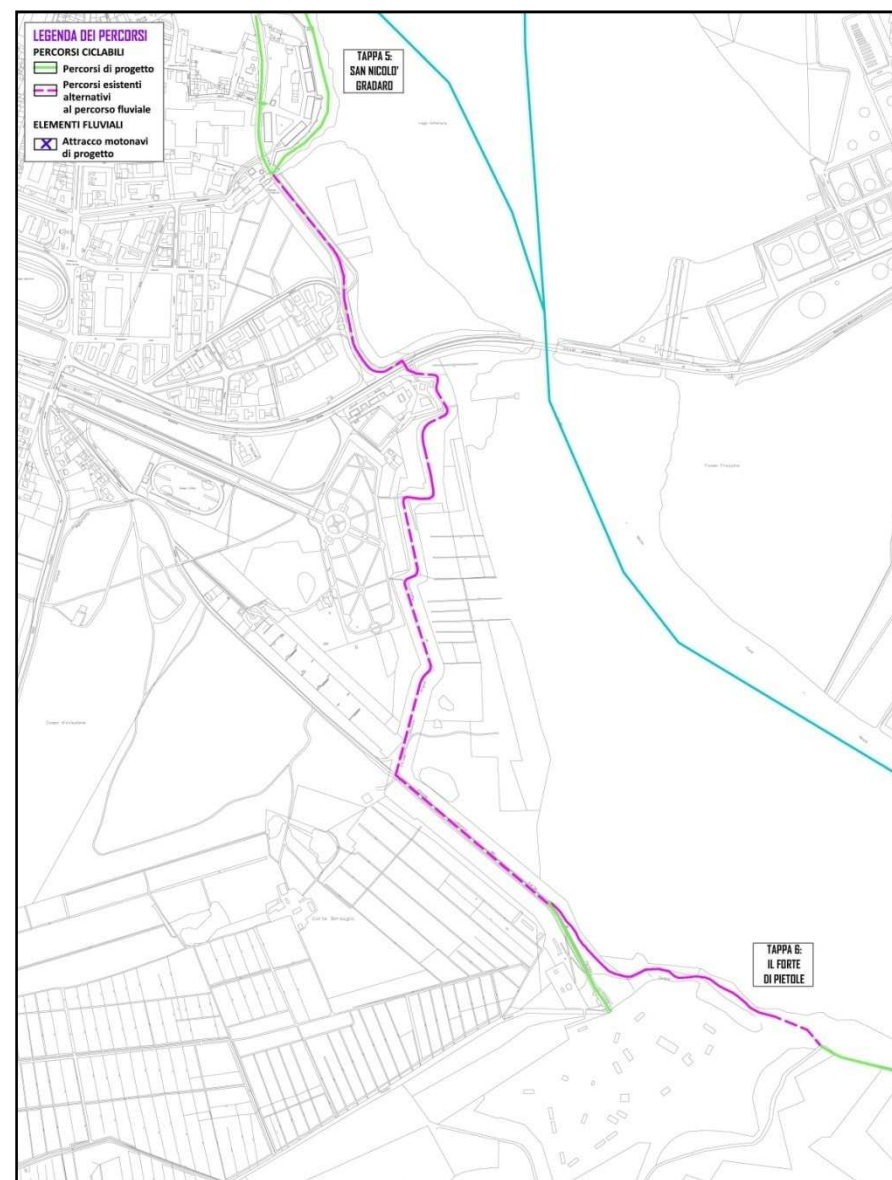 LEGENDA DEI PERCORSI
PERCORSI CICLABILI
Percorsi di progetto
Percorsi esistenti
alternativi
al percorso fluviale
ELEMENTI FLUVIALI
Attracco motonavi
di progetto
TAPPA 5:
SAN NICOLO'
GRADARO
TAPPA 6:
IL FORTE
DI PIETOLE